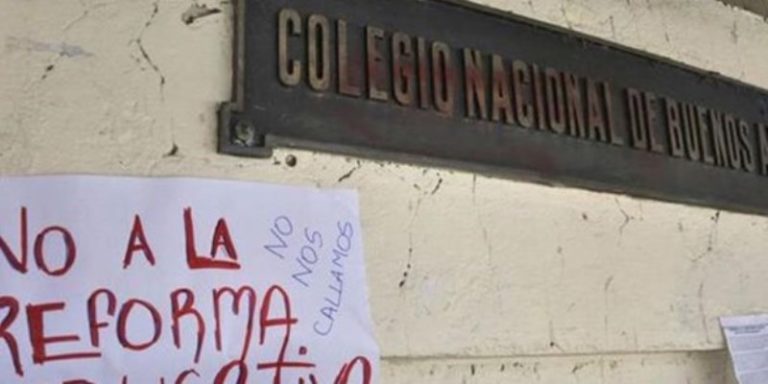 COLEGIO NACIONAL DE BUENOS A
NO A LA
REFORMA
NO
NOS
CALLAMOS